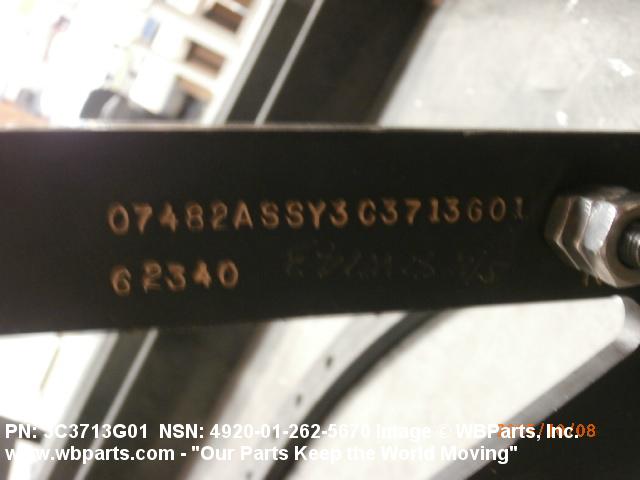 07482ASSY3C3713G01
62340
PN: 3C3713G01 NSN: 4920-01-262-5670 Image © WBParts, Inc.
www.wbparts.com - "Our Parts Keep the World Moving"